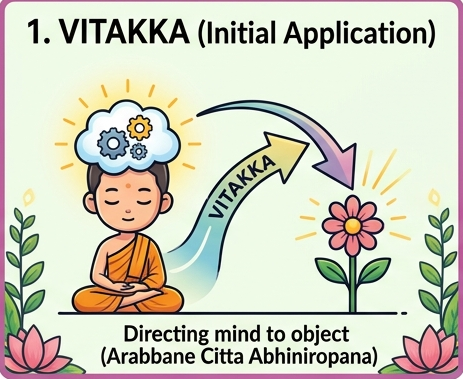 1. VITAKKA (Initial Application)
VITAKKA
Directing mind to object
(Arabbane Citta Abhiniropana)